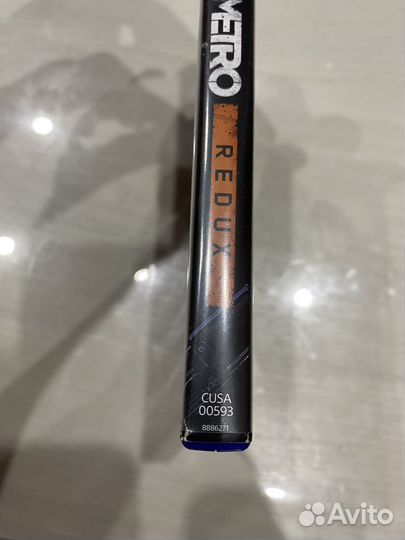 METRO
REDUX
CUSA
00593
8886271
Avito